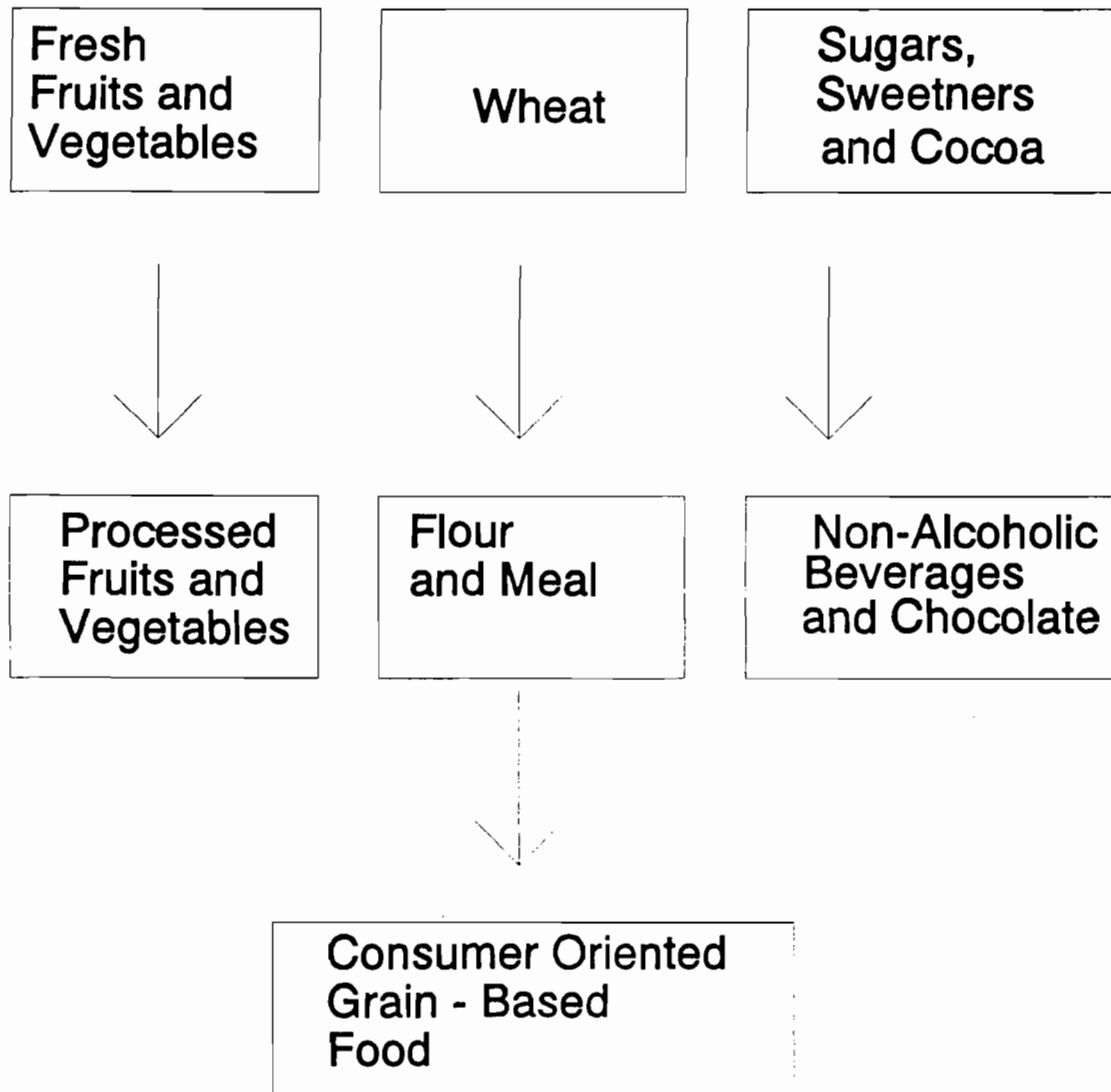 Fresh
Fruits and
Vegetables
Wheat
Sugars,
Sweetners
and Cocoa
Processed
Fruits and
Vegetables
Flour
and Meal
Non-Alcoholic
Beverages
and Chocolate
Consumer Oriented
Grain - Based
Food